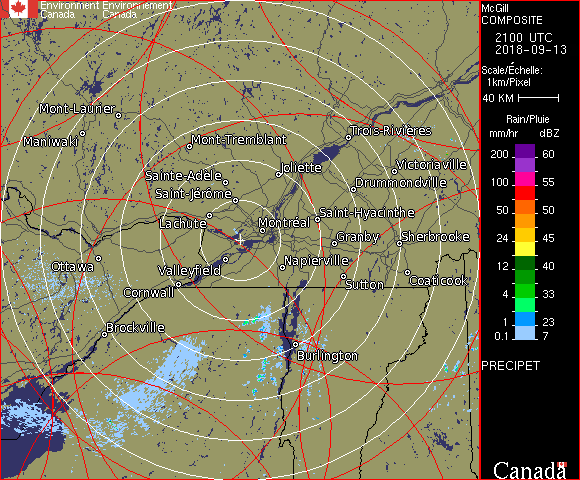 Environment Environnement
Canada Canada
McGill
COMPOSITE
2100 UTC
2018-09-13
Scale/Échelle:
1km/Pixel
40 KM
Rain/Pluie
mm/hr dBZ
200 60
100 55
50 50
24 45
12 40
4 33
1 23
0.1 7
PRECIPET
Canada
Mont-Laurier
Maniwaki
Mont-Tremblant
Trois-Rivières
Joliette
Victoriaville
Sainte-Adèle
Drummondville
Saint-Jérôme
Lachute
Montréal
Saint-Hyacinthe
Granby
Sherbrooke
Ottawa
Valleyfield
Napierville
Sutton
Coaticook
Cornwall
Brockville
Burlington